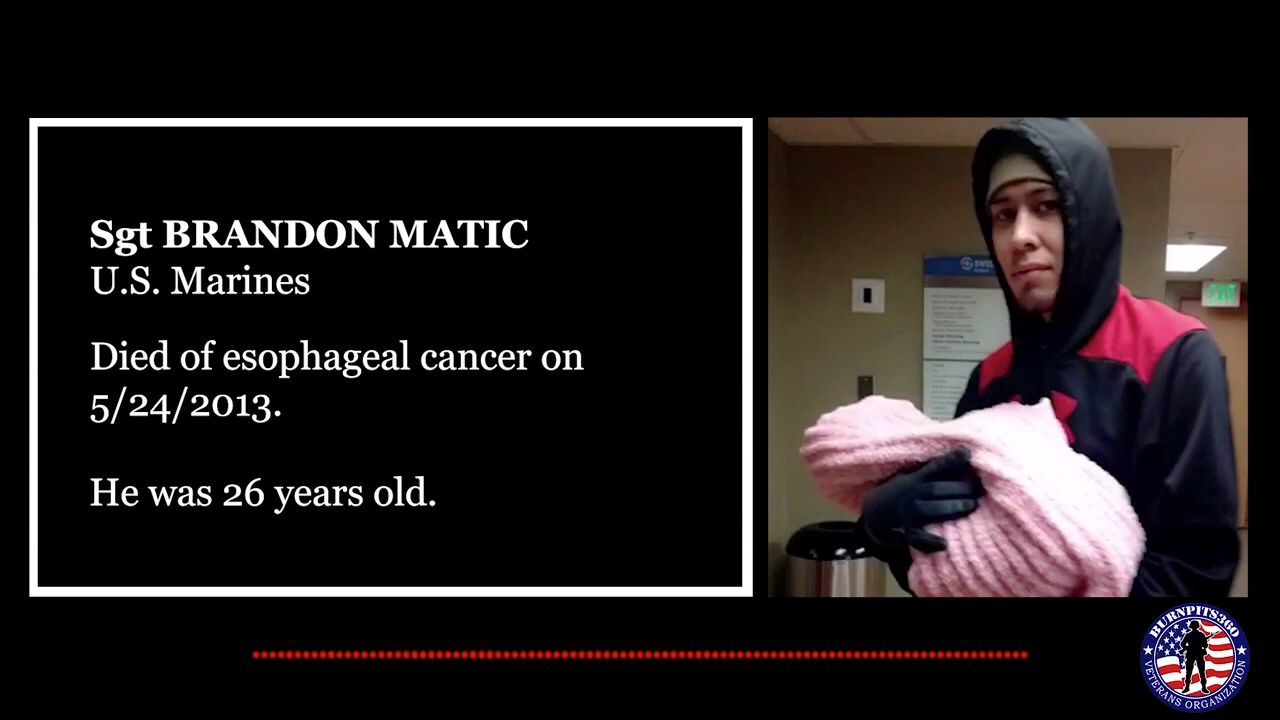 Sgt BRANDON MATIC
U.S. Marines
Died of esophageal cancer on
5/24/2013.
He was 26 years old.
EXIT
BURNPITS360
VETERANS ORGANIZATION